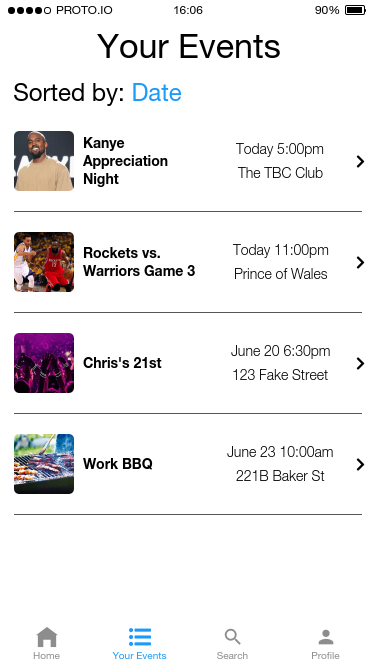 PROTO.IO 16:06 90%
Your Events
Sorted by: Date
Kanye
Appreciation
Night
Today 5:00pm
The TBC Club
Rockets vs.
Warriors Game 3
Today 11:00pm
Prince of Wales
Chris's 21st
June 20 6:30pm
123 Fake Street
Work BBQ
June 23 10:00am
221B Baker St
Home Your Events Search Profile